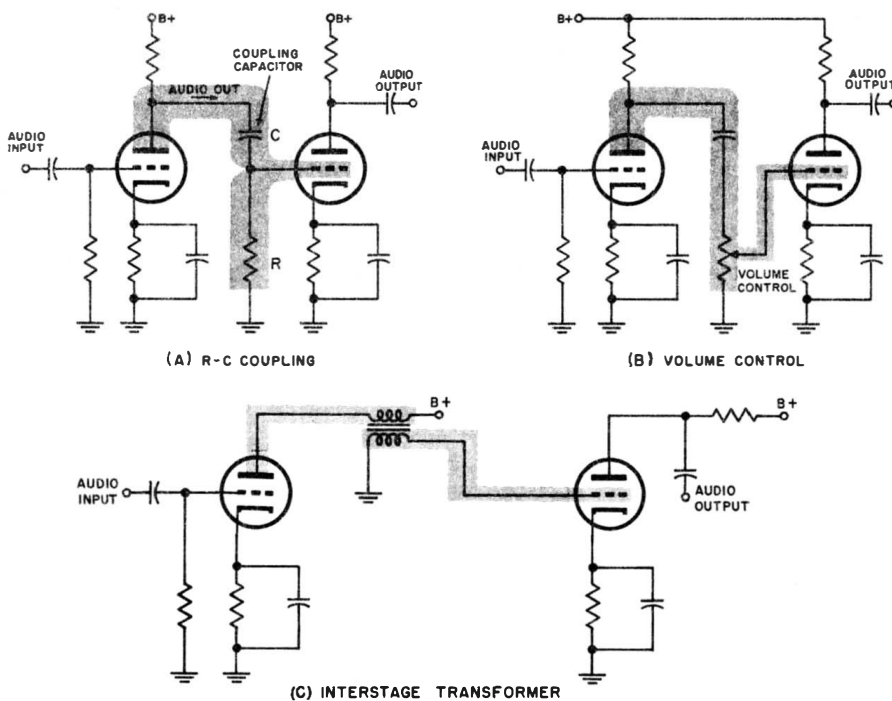 B+
B+
COUPLING
CAPACITOR
AUDIO OUT
AUDIO
OUTPUT
AUDIO
INPUT
C
R
(A) R-C COUPLING
B+
AUDIO
OUTPUT
AUDIO
INPUT
VOLUME
CONTROL
(B) VOLUME CONTROL
B+
B+
AUDIO
INPUT
AUDIO
OUTPUT
(C) INTERSTAGE TRANSFORMER